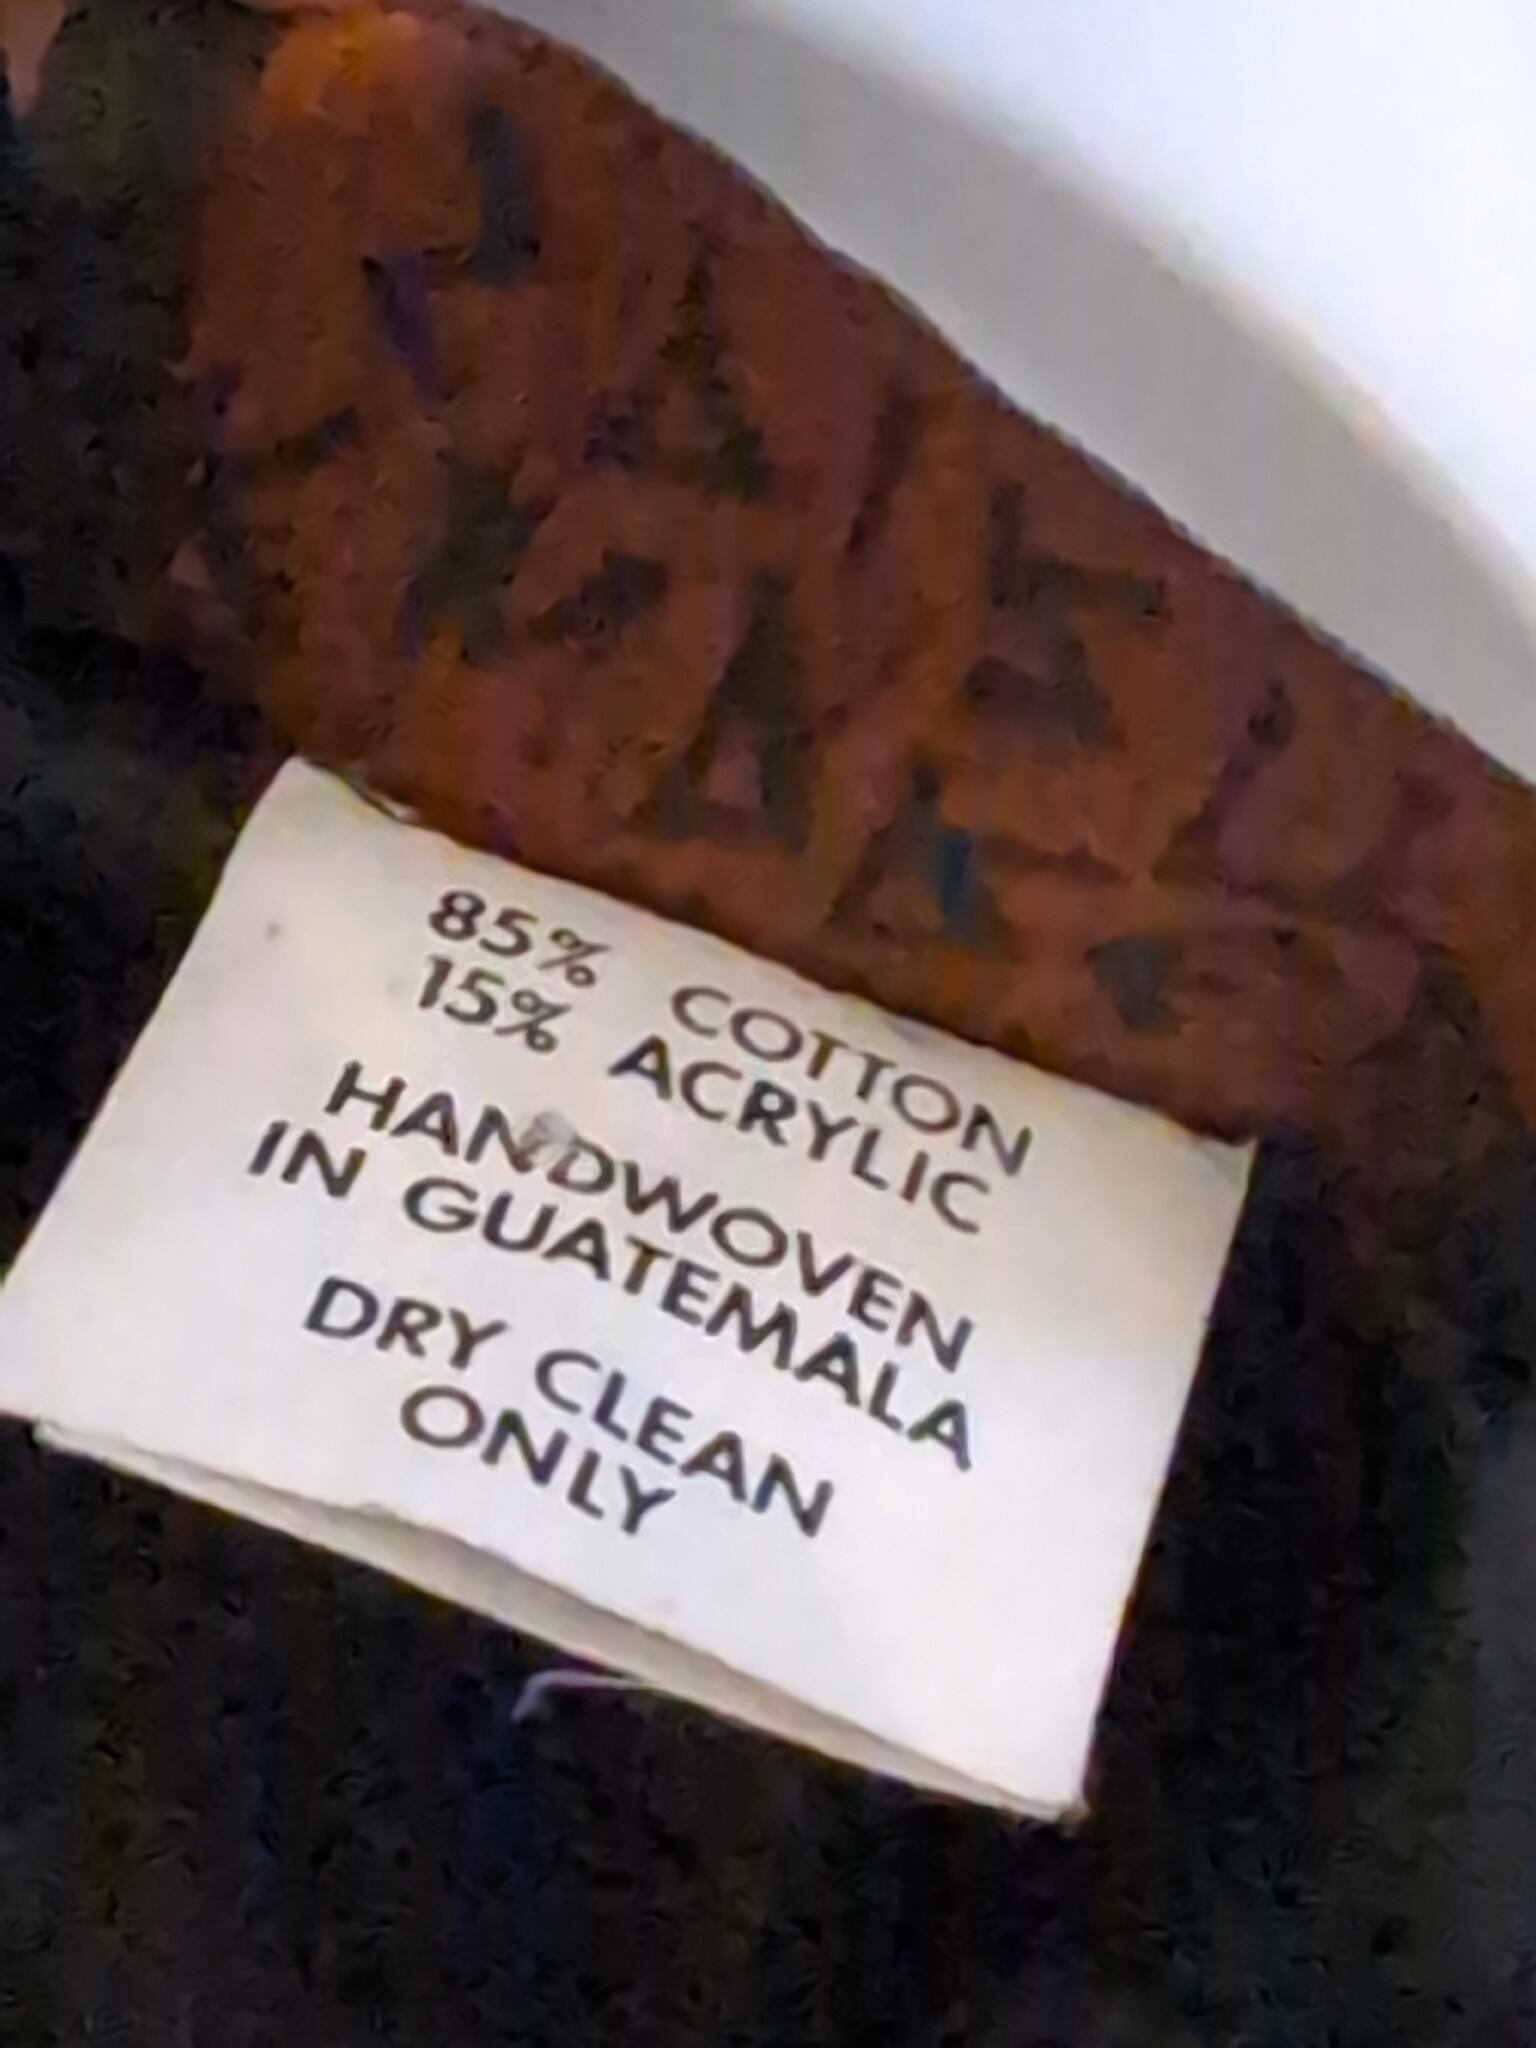 85% COTTON
15% ACRYLIC
HANDWOVEN
IN GUATEMALA
DRY CLEAN
ONLY